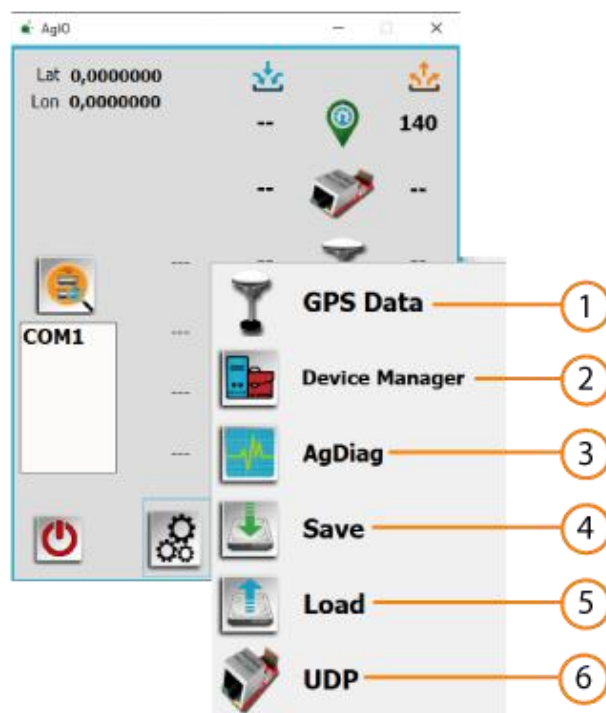 AgIO
Lat 0,0000000
Lon 0,0000000
-- 140
-- --
--- -- --
COM1
---
---
---
GPS Data 1
Device Manager 2
AgDiag 3
Save 4
Load 5
UDP 6